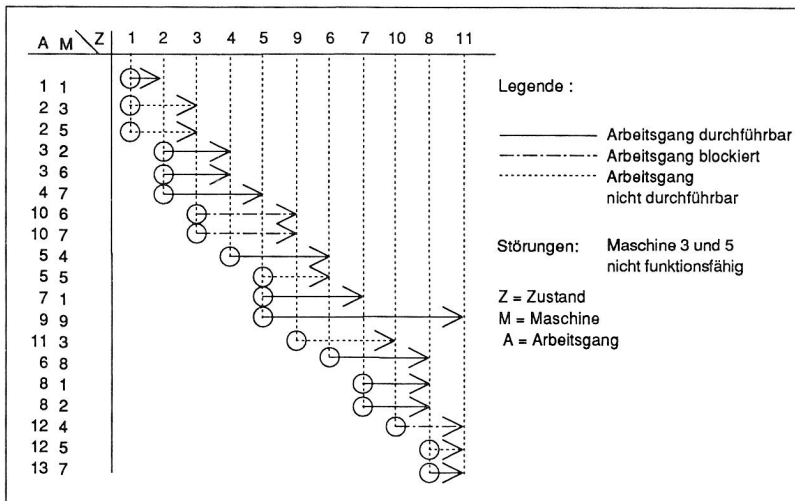 A M Z 1 2 3 4 5 9 6 7 10 8 11
1 1
2 3
2 5
3 2
3 6
4 7
10 6
10 7
5 4
5 5
7 1
9 9
11 3
6 8
8 1
8 2
12 4
12 5
13 7
Legende :
Arbeitsgang durchführbar
Arbeitsgang blockiert
Arbeitsgang
nicht durchführbar
Störungen: Maschine 3 und 5
nicht funktionsfähig
Z = Zustand
M = Maschine
A = Arbeitsgang